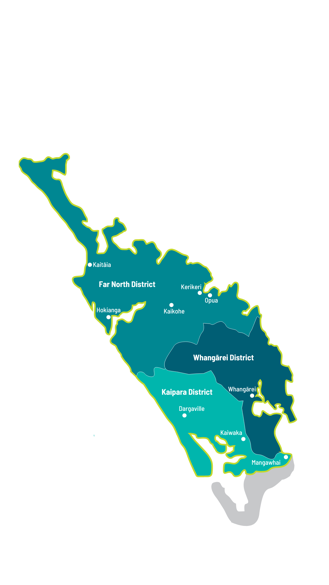 Kaitāia
Far North District
Kerikeri
Opua
Hokianga
Kaikohe
Whangārei District
Kaipara District
Whangārei
Dargaville
Kaiwaka
Mangawhai